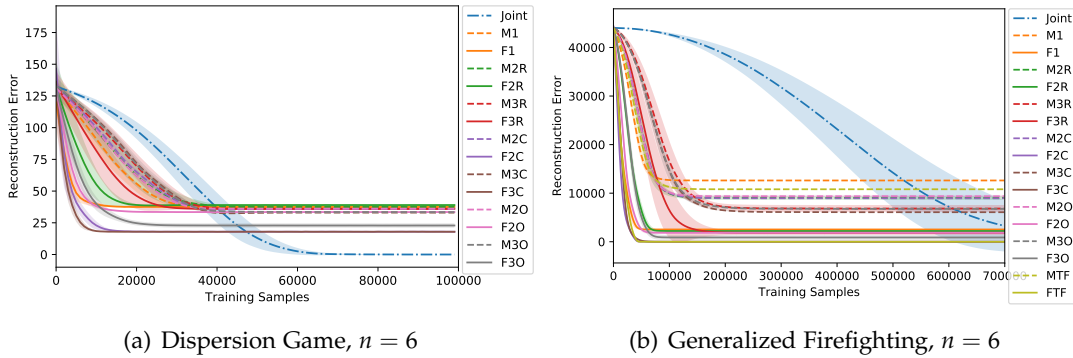 175
150
125
100
75
50
25
0
Reconstruction Error
0
20000
40000
60000
80000
100000
Training Samples
Joint
M1
F1
M2R
F2R
M3R
F3R
M2C
F2C
M3C
F3C
M2O
F2O
M3O
F3O
(a) Dispersion Game, n = 6
40000
30000
20000
10000
0
Reconstruction Error
0
100000
200000
300000
400000
500000
600000
700000
Training Samples
Joint
M1
F1
M2R
F2R
M3R
F3R
M2C
F2C
M3C
F3C
M2O
F2O
M3O
F3O
MTF
FTF
(b) Generalized Firefighting, n = 6